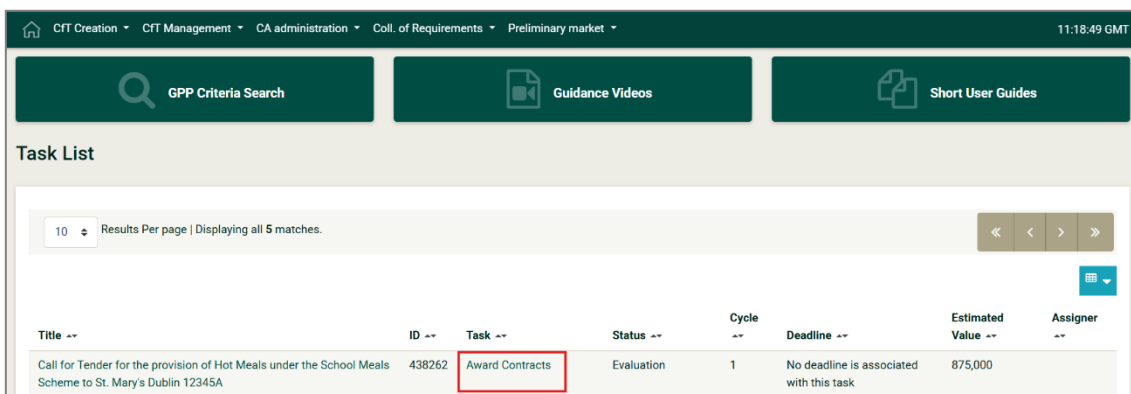 CfT Creation CfT Management CA administration Coll. of Requirements Preliminary market 11:18:49 GMT
GPP Criteria Search Guidance Videos Short User Guides
Task List
10 Results Per page | Displaying all 5 matches.
« < > »
Title ID Task Status Cycle Deadline Estimated Value Assigner
Call for Tender for the provision of Hot Meals under the School Meals 438262 Award Contracts Evaluation 1 No deadline is associated 875,000
Scheme to St. Mary's Dublin 12345A with this task